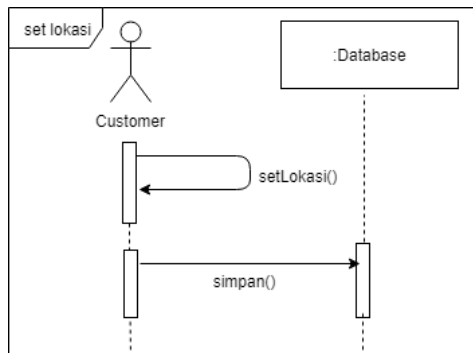 set lokasi
:Database
Customer
setLokasi()
simpan()